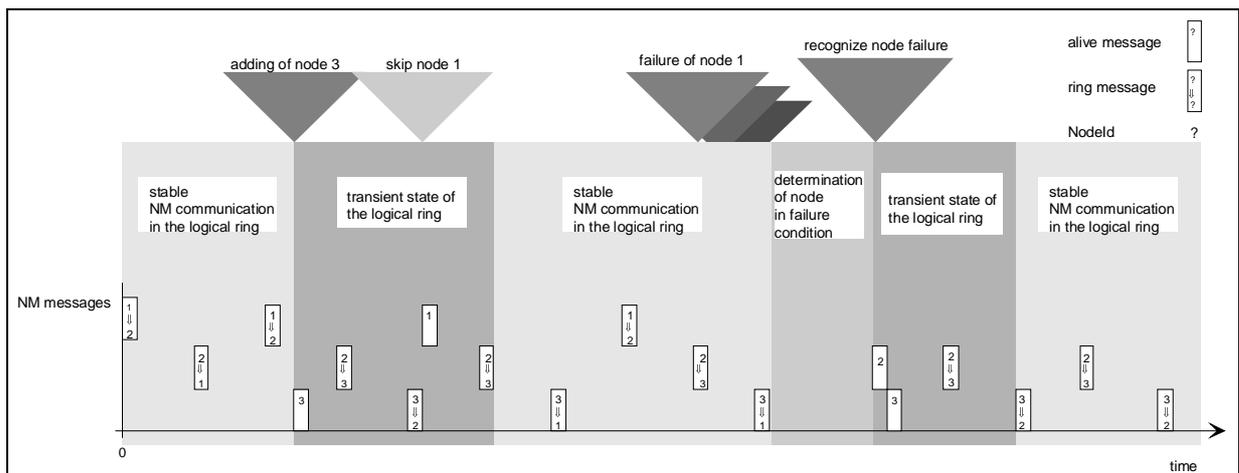 adding of node 3
skip node 1
failure of node 1
recognize node failure
alive message
?
ring message
?
⇓
?
NodeId
?
stable
NM communication
in the logical ring
transient state of
the logical ring
stable
NM communication
in the logical ring
determination
of node
in failure
condition
transient state of
the logical ring
stable
NM communication
in the logical ring
NM messages
1
⇓
2
2
⇓
1
1
⇓
2
3
2
⇓
3
3
⇓
2
1
2
⇓
3
3
⇓
1
1
⇓
2
2
⇓
3
3
⇓
1
2
3
2
⇓
3
3
⇓
2
2
⇓
3
3
⇓
2
0
time